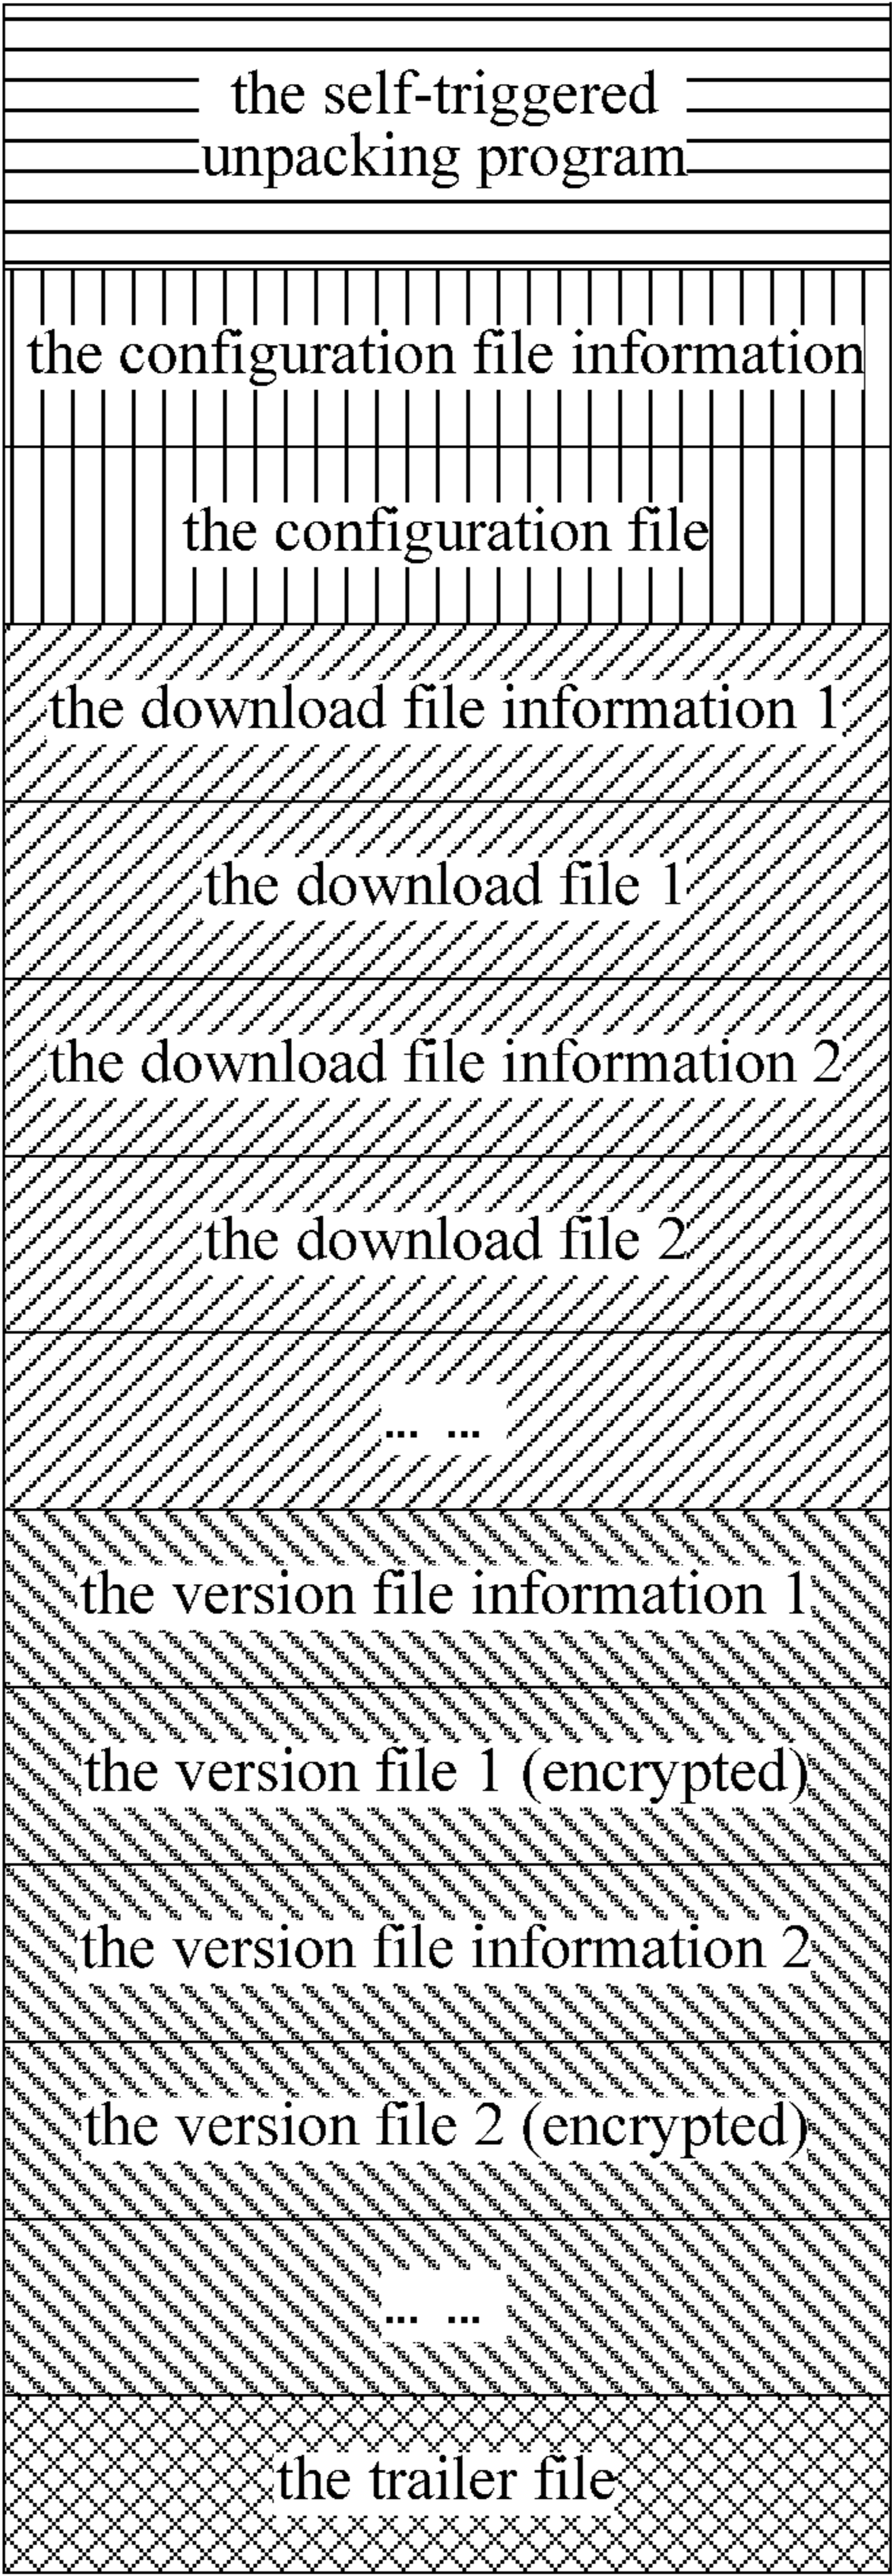 the self-triggered
unpacking program
the configuration file information
the configuration file
the download file information 1
the download file 1
the download file information 2
the download file 2
... ...
the version file information 1
the version file 1 (encrypted)
the version file information 2
the version file 2 (encrypted)
... ...
the trailer file